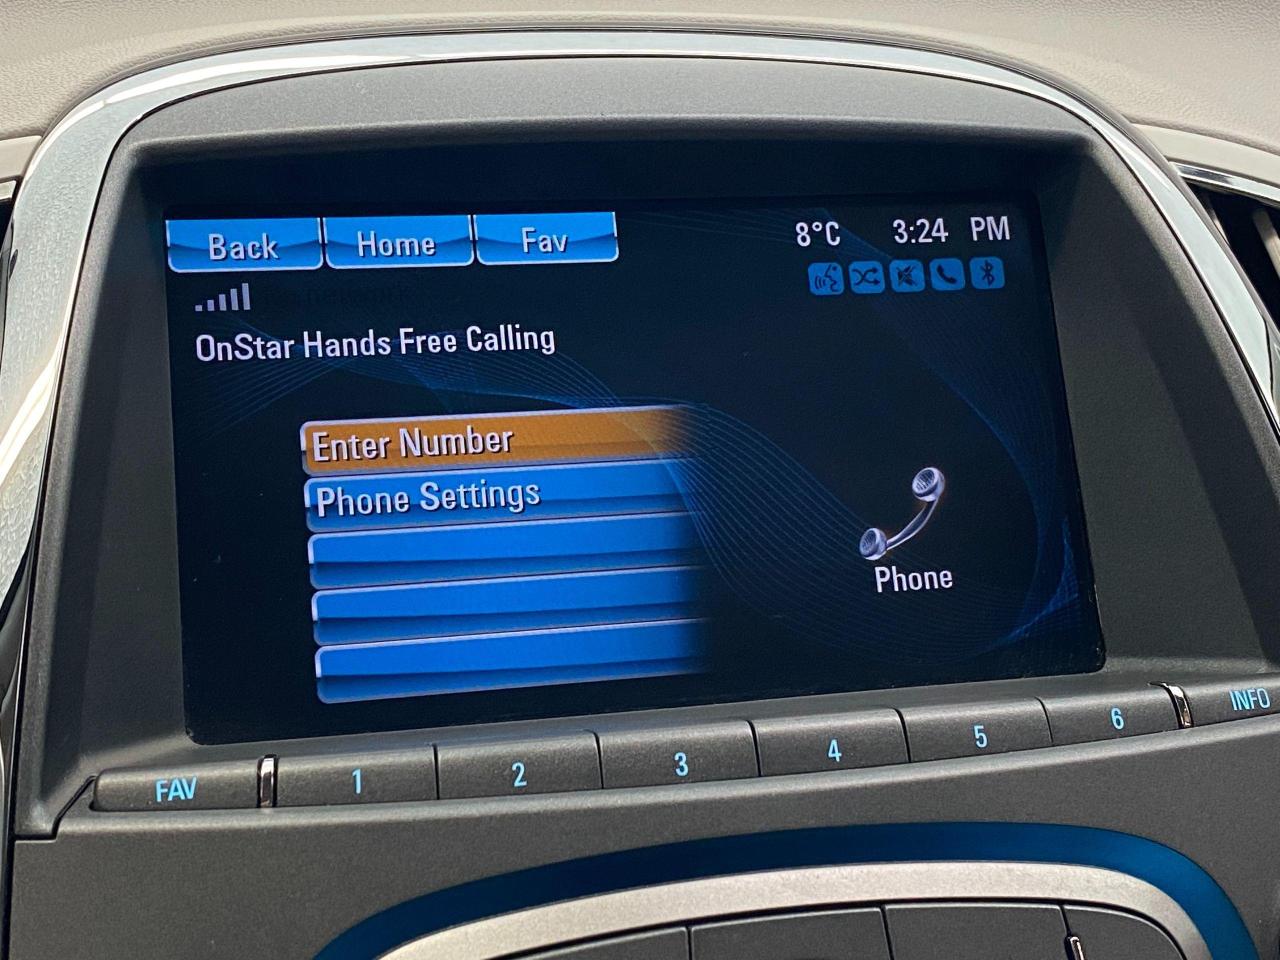 Back Home Fav 8°C 3:24 PM
OnStar Hands Free Calling
Enter Number
Phone Settings
Phone
FAV 1 2 3 4 5 6 INFO